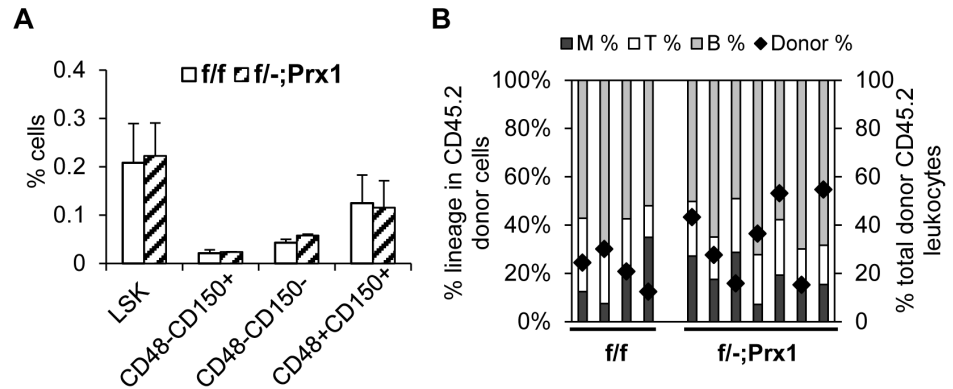 A
f/f f/-;Prx1
% cells
0.4
0.3
0.2
0.1
0
LSK
CD48-CD150+
CD48-CD150-
CD48+CD150+
B
M % T % B % Donor %
% lineage in CD45.2
donor cells
100%
80%
60%
40%
20%
0%
100
80
60
40
20
0
% total donor CD45.2
leukocytes
f/f
f/-;Prx1